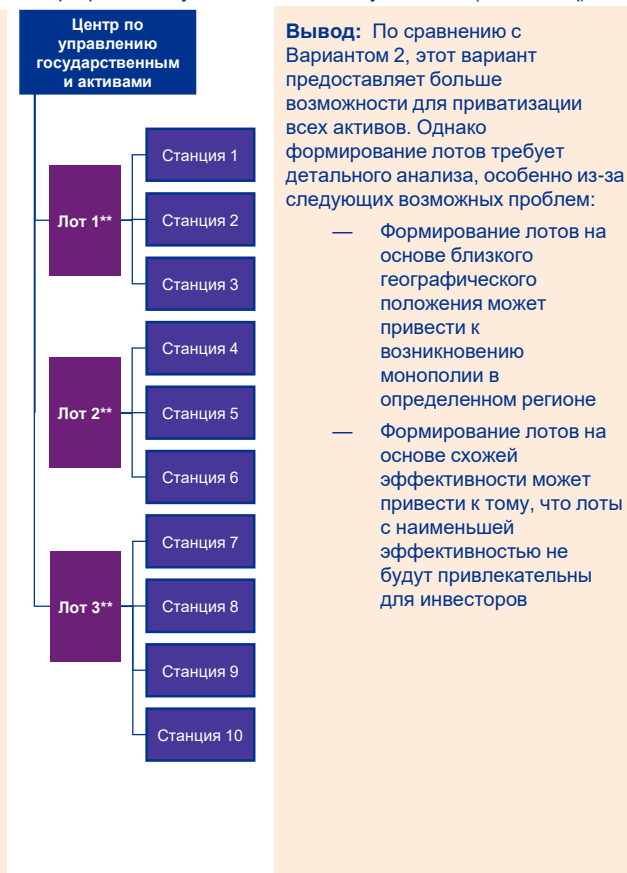 Центр по
управлению
государственным
и активами
Лот 1**
Станция 1
Станция 2
Станция 3
Лот 2**
Станция 4
Станция 5
Станция 6
Лот 3**
Станция 7
Станция 8
Станция 9
Станция 10
Вывод: По сравнению с
Вариантом 2, этот вариант
предоставляет больше
возможности для приватизации
всех активов. Однако
формирование лотов требует
детального анализа, особенно из-за
следующих возможных проблем:
— Формирование лотов на
основе близкого
географического
положения может
привести к
возникновению
монополии в
определенном регионе
— Формирование лотов на
основе схожей
эффективности может
привести к тому, что лоты
с наименьшей
эффективностью не
будут привлекательны
для инвесторов